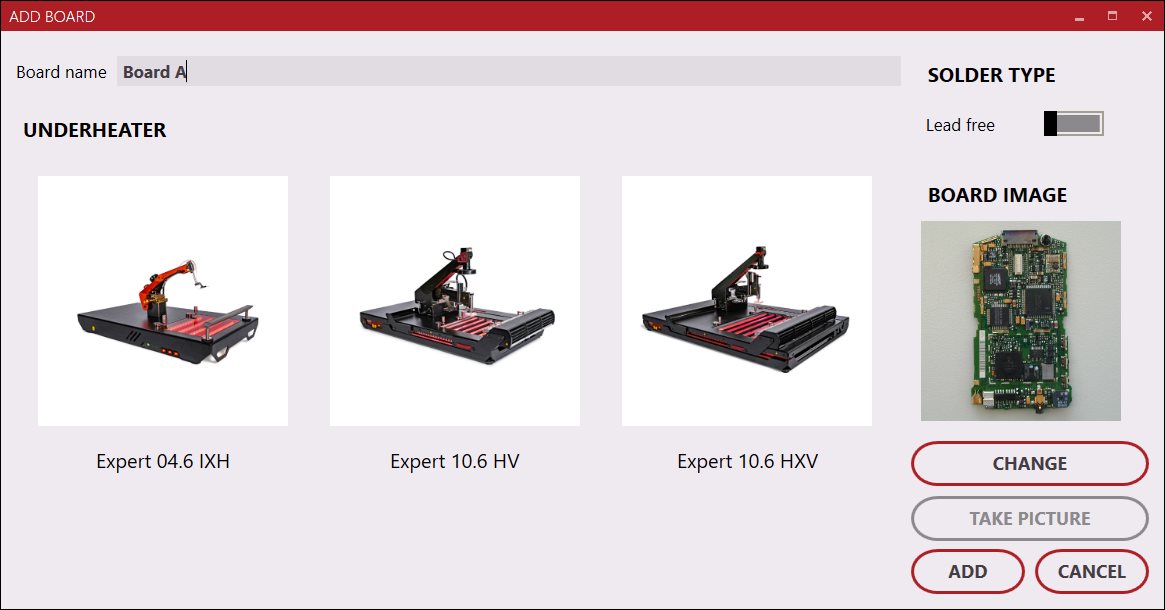 ADD BOARD
Board name
Board A
SOLDER TYPE
Lead free
UNDERHEATER
BOARD IMAGE
Expert 04.6 IXH
Expert 10.6 HV
Expert 10.6 HXV
CHANGE
TAKE PICTURE
ADD
CANCEL